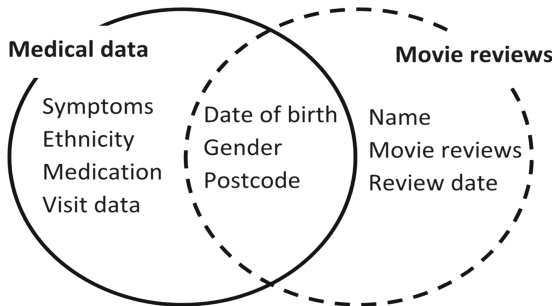 Medical data
Movie reviews
Symptoms
Ethnicity
Medication
Visit data
Date of birth
Gender
Postcode
Name
Movie reviews
Review date